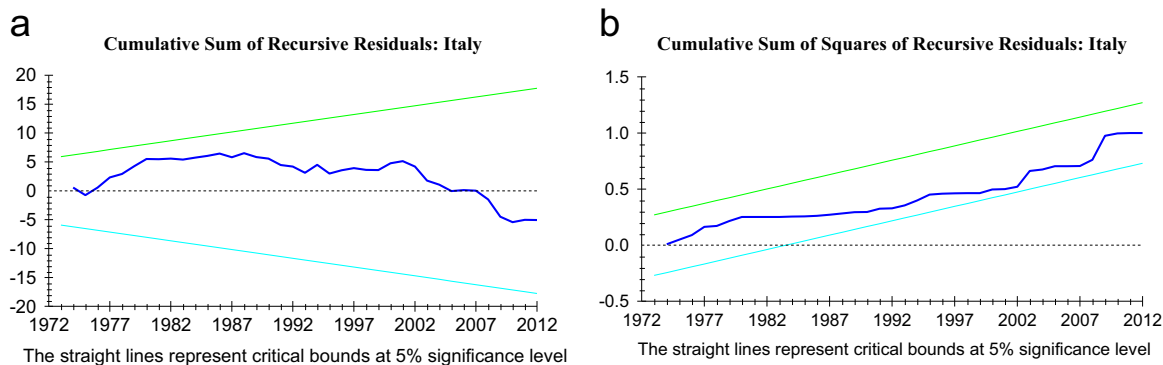 a
Cumulative Sum of Recursive Residuals: Italy
20
15
10
5
0
-5
-10
-15
-20
1972 1977 1982 1987 1992 1997 2002 2007 2012
The straight lines represent critical bounds at 5% significance level
b
Cumulative Sum of Squares of Recursive Residuals: Italy
1.5
1.0
0.5
0.0
-0.5
1972 1977 1982 1987 1992 1997 2002 2007 2012
The straight lines represent critical bounds at 5% significance level